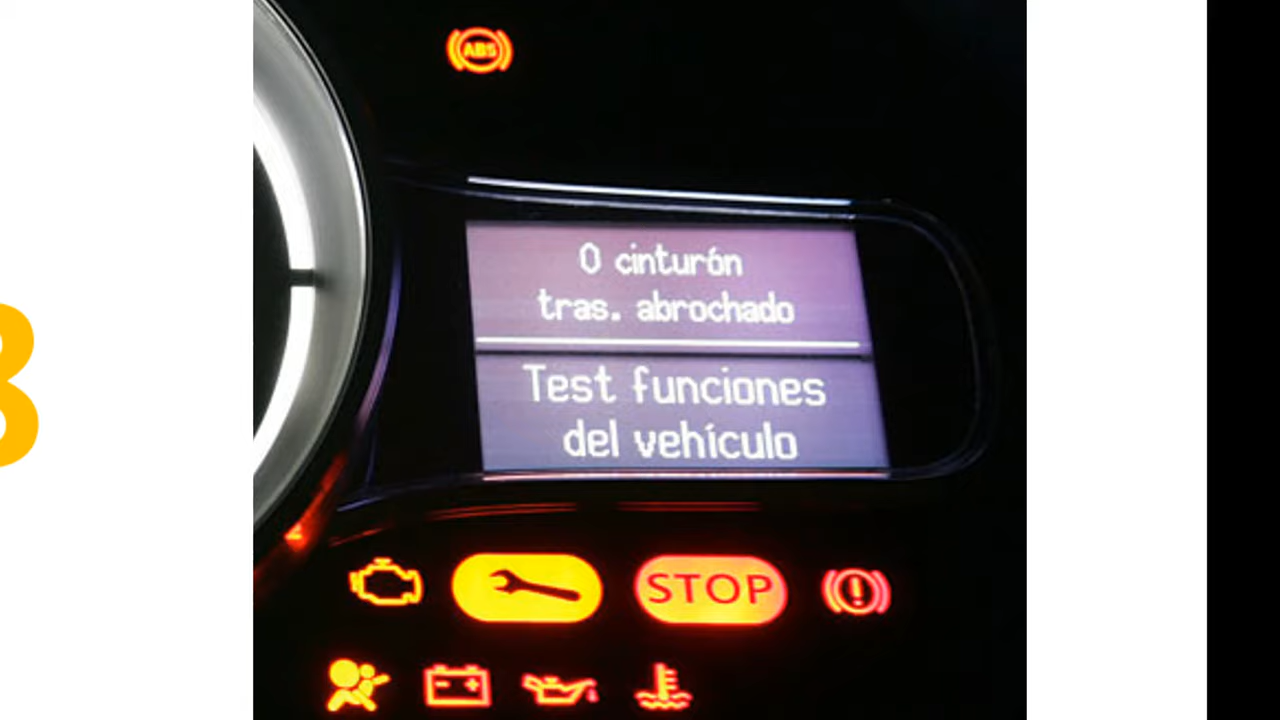 ABS
0 cinturón
tras. abrochado
Test funciones
del vehículo
STOP